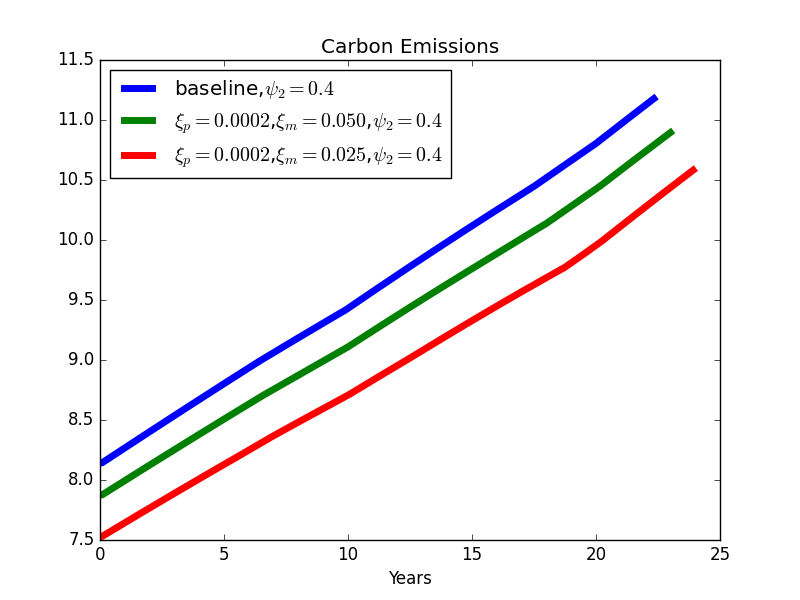 Carbon Emissions
11.5
11.0
10.5
10.0
9.5
9.0
8.5
8.0
7.5
baseline,ψ₂ = 0.4
ξₚ = 0.0002,ξₘ = 0.050,ψ₂ = 0.4
ξₚ = 0.0002,ξₘ = 0.025,ψ₂ = 0.4
0 5 10 15 20 25
Years